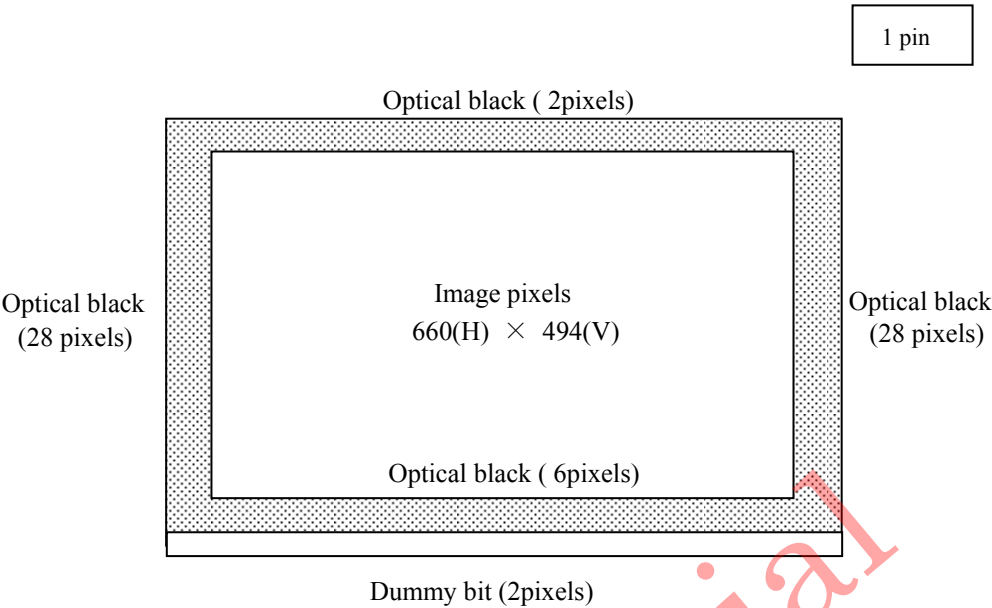 1 pin
Optical black ( 2pixels)
Optical black
(28 pixels)
Image pixels
660(H) × 494(V)
Optical black
(28 pixels)
Optical black ( 6pixels)
Dummy bit (2pixels)
ial